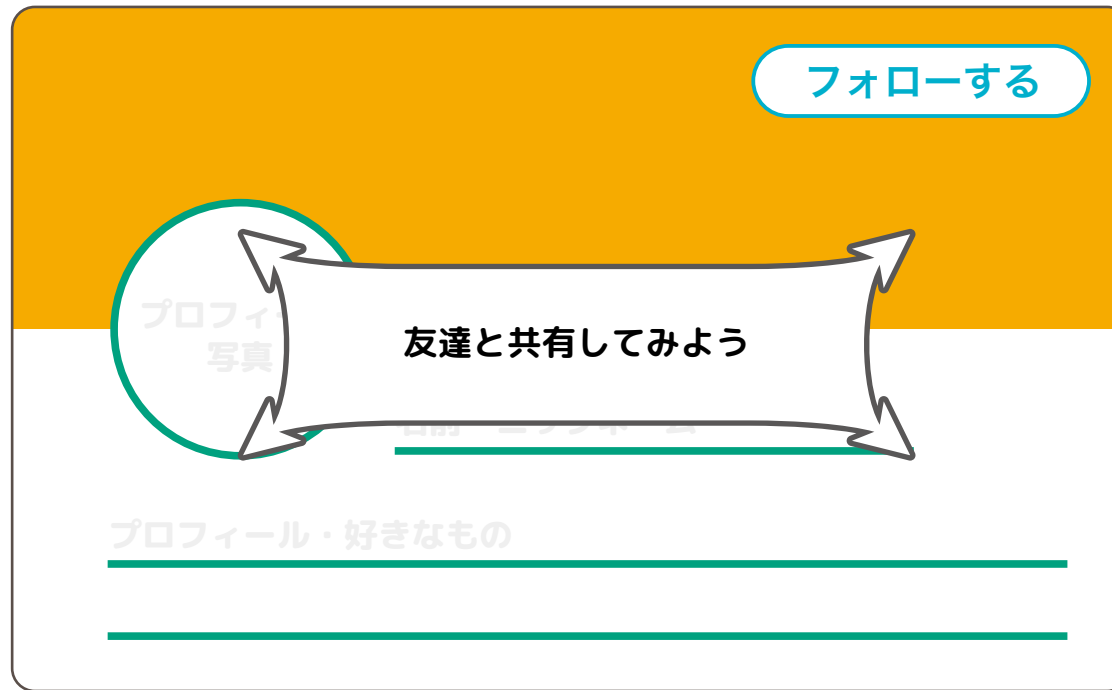 フォローする
プロフィ
写真
友達と共有してみよう
プロフィール・好きなもの